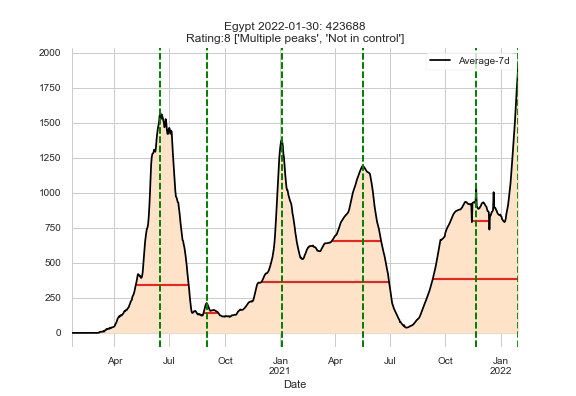 Egypt 2022-01-30: 423688
Rating:8 ['Multiple peaks', 'Not in control']
Average-7d
2000
1750
1500
1250
1000
750
500
250
0
Apr Jul Oct Jan Apr Jul Oct Jan
2021 2022
Date